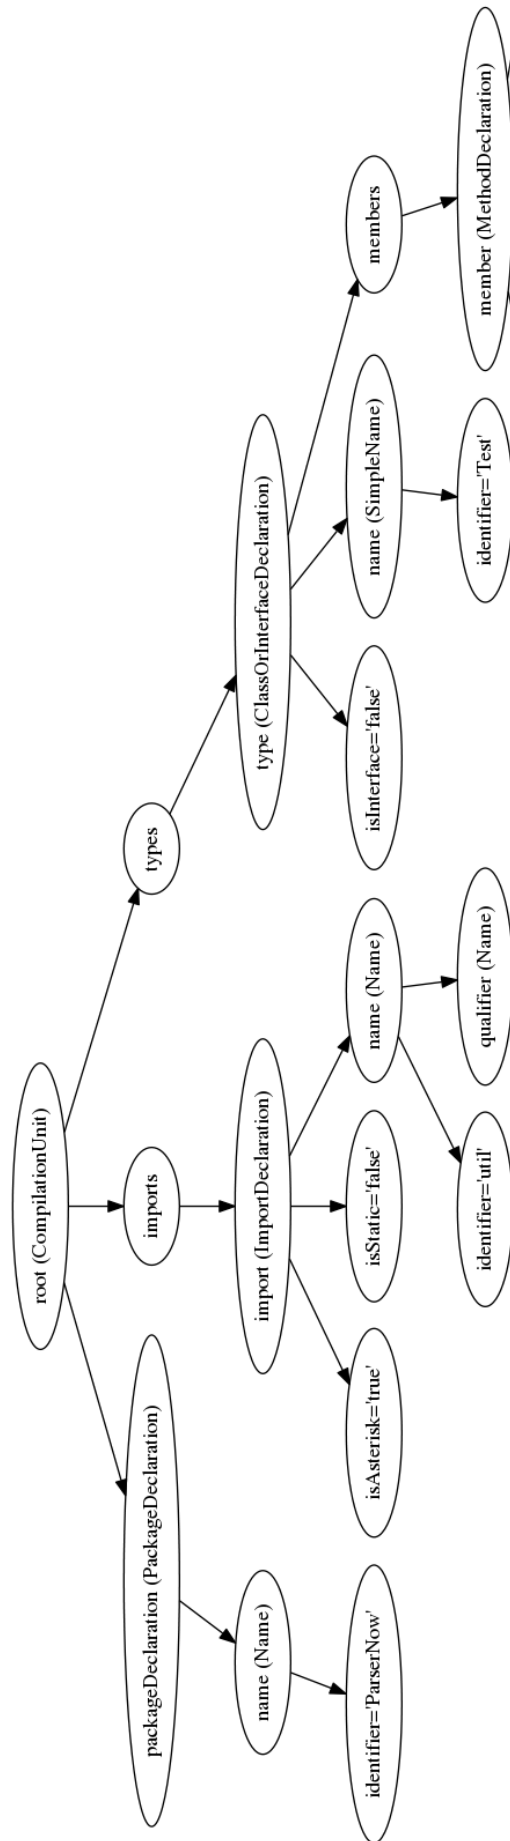 root (CompilationUnit)
packageDeclaration (PackageDeclaration)
imports
types
name (Name)
import (ImportDeclaration)
type (ClassOrInterfaceDeclaration)
identifier='ParserNow'
isAsterisk='true'
isStatic='false'
name (Name)
isInterface='false'
name (SimpleName)
members
identifier='util'
qualifier (Name)
identifier='Test'
member (MethodDeclaration)